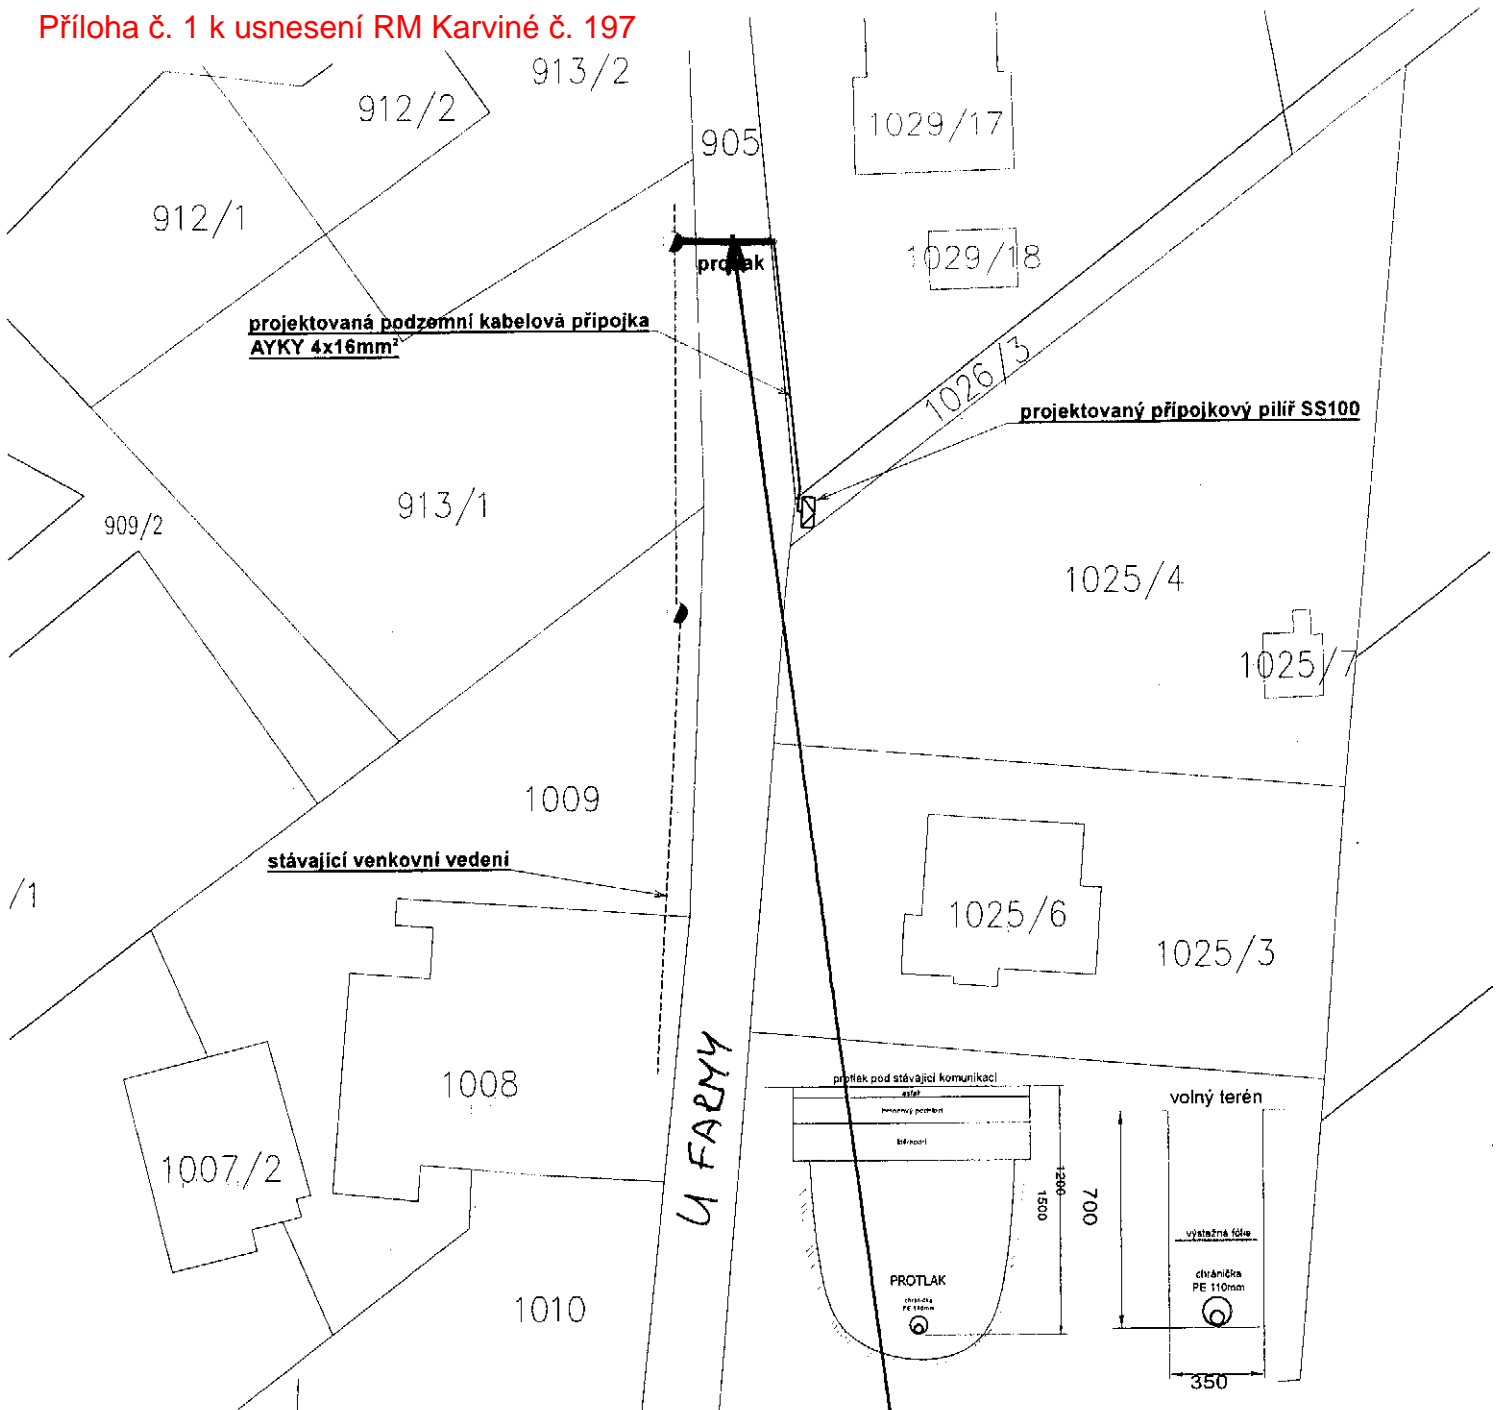 Příloha č. 1 k usnesení RM Karviné č. 197
913/2
912/2
1029/17
905
912/1
1029/18
protlak
projektovaná podzemní kabelová přípojka
AYKY 4x16mm²
1026/3
projektovaný přípojkový pilíř SS100
913/1
909/2
1025/4
1025/7
1009
stávající venkovní vedení
/1
1025/6
1025/3
U FARMY
1008
protlak pod stávající komunikací
asfalt
volný terén
1007/2
1200
1500
700
výstražná fólie
chránička
PE 110mm
PROTLAK
chránička
PE 110mm
1010
350